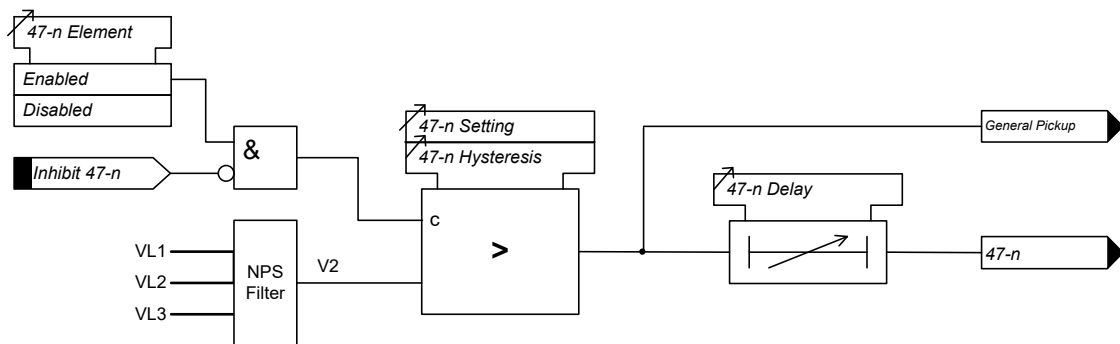 47-n Element
Enabled
Disabled
Inhibit 47-n
&
47-n Setting
47-n Hysteresis
c
>
General Pickup
47-n Delay
47-n
VL1
VL2
VL3
NPS
Filter
V2